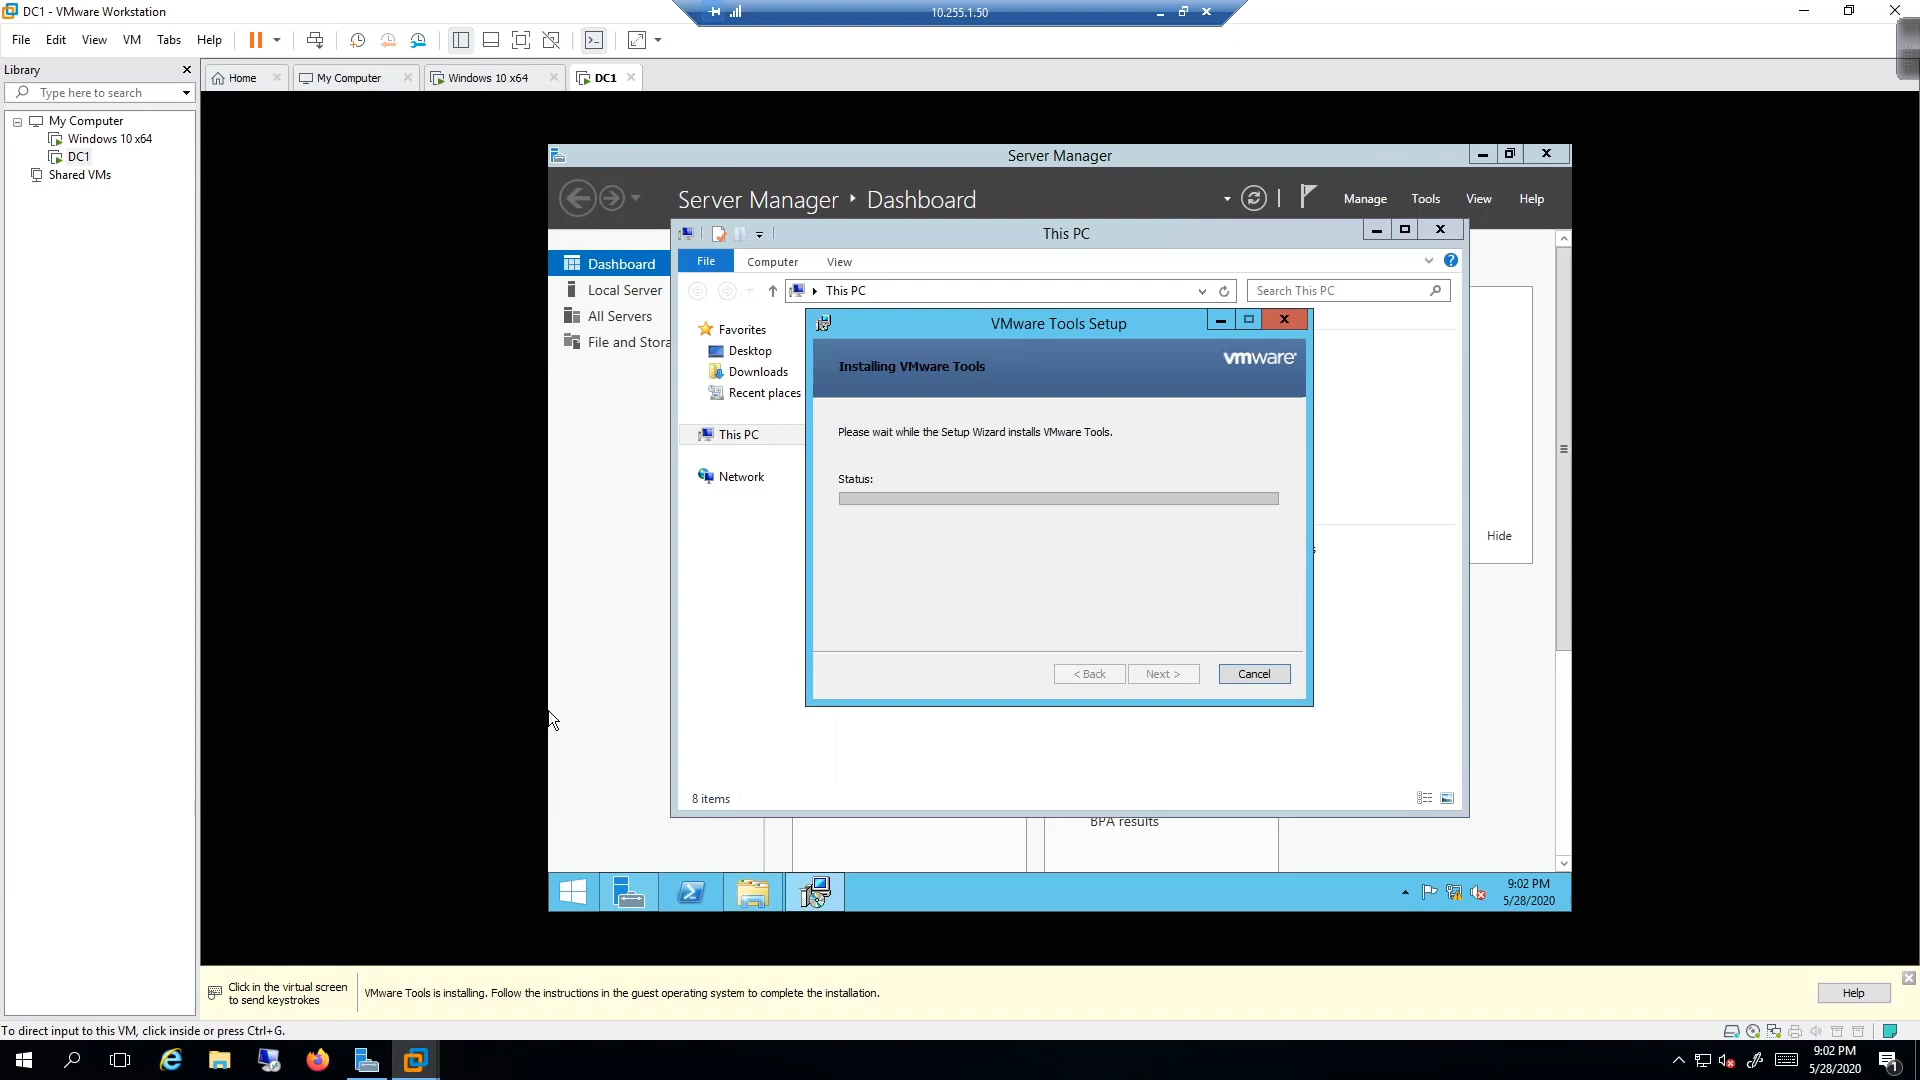 DC1 - VMware Workstation
10.255.1.50
File Edit View VM Tabs Help
Library
Type here to search
My Computer
Windows 10 x64
DC1
Shared VMs
Home
My Computer
Windows 10 x64
DC1
Server Manager
Server Manager Dashboard
Manage Tools View Help
Dashboard
Local Server
All Servers
File and Stora
This PC
File Computer View
This PC
Search This PC
Favorites
Desktop
Downloads
Recent places
This PC
Network
8 items
VMware Tools Setup
Installing VMware Tools
vmware
Please wait while the Setup Wizard installs VMware Tools.
Status:
< Back Next > Cancel
Hide
BPA results
9:02 PM
5/28/2020
Click in the virtual screen
to send keystrokes
VMware Tools is installing. Follow the instructions in the guest operating system to complete the installation.
Help
To direct input to this VM, click inside or press Ctrl+G.
9:02 PM
5/28/2020
1